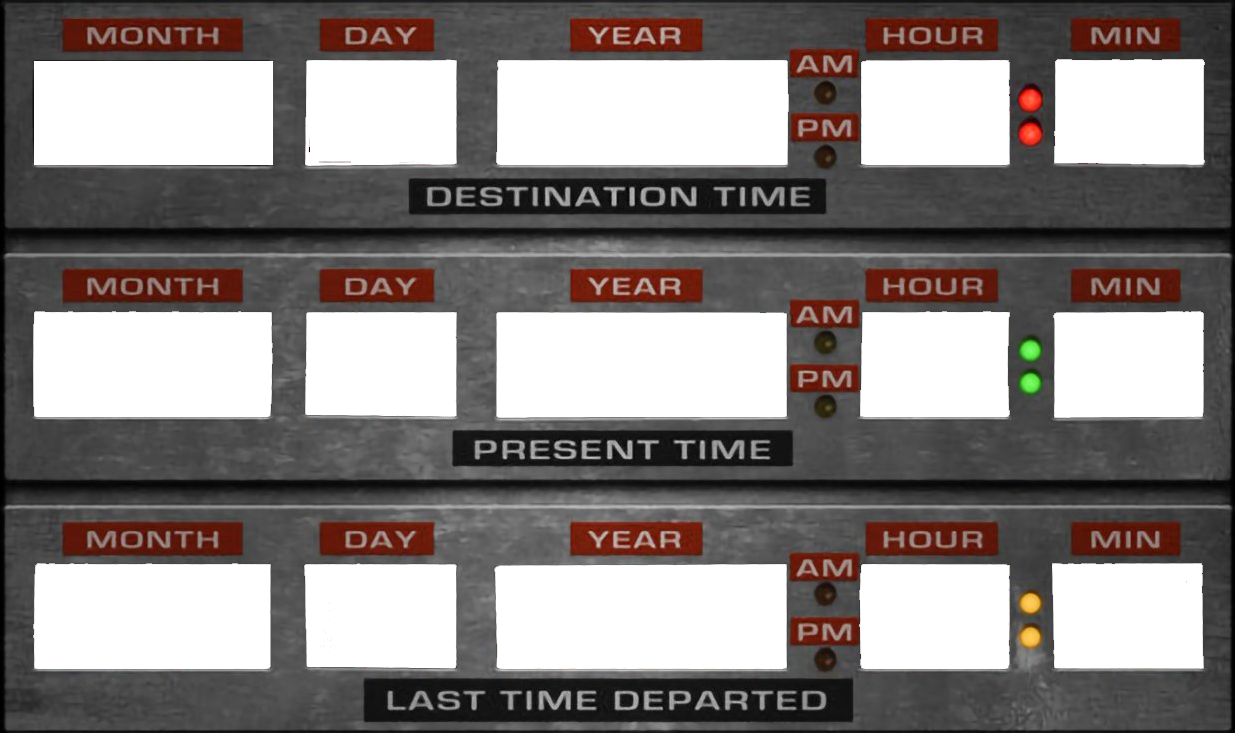 MONTH DAY YEAR AM PM HOUR MIN
DESTINATION TIME
MONTH DAY YEAR AM PM HOUR MIN
PRESENT TIME
MONTH DAY YEAR AM PM HOUR MIN
LAST TIME DEPARTED